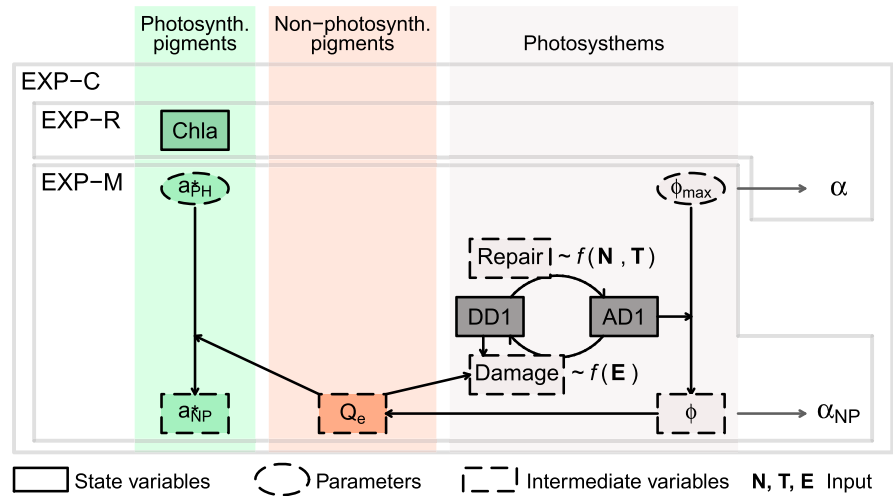 Photosynth. pigments
Non−photosynth. pigments
Photosysthems
EXP−C
EXP−R
Chla
EXP−M
a*PH
ϕmax
α
Repair ~ f(N , T)
DD1
AD1
Damage ~ f(E)
a*NP
Qe
ϕ
αNP
State variables
Parameters
Intermediate variables
N, T, E Input